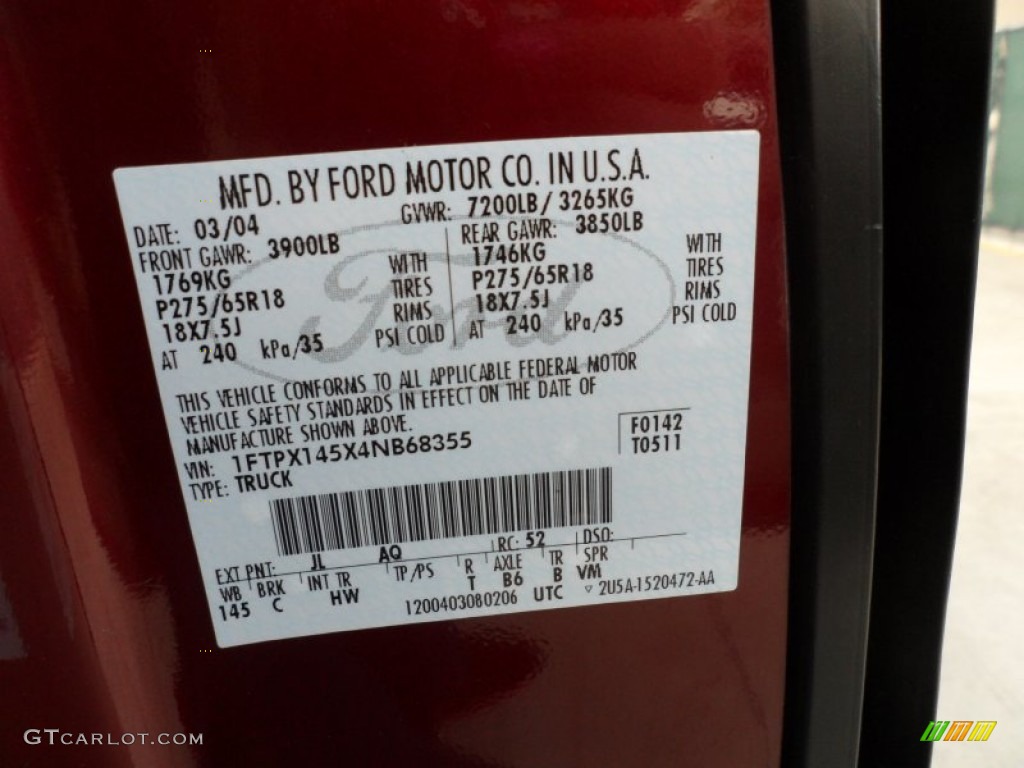 MFD. BY FORD MOTOR CO. IN U.S.A.
DATE: 03/04 GVWR: 7200LB/ 3265KG
FRONT GAWR: 3900LB REAR GAWR: 3850LB
1769KG WITH 1746KG WITH
P275/65R18 TIRES P275/65R18 TIRES
18X7.5J RIMS 18X7.5J RIMS
AT 240 kPa/35 PSI COLD AT 240 kPa/35 PSI COLD
Ford
THIS VEHICLE CONFORMS TO ALL APPLICABLE FEDERAL MOTOR
VEHICLE SAFETY STANDARDS IN EFFECT ON THE DATE OF
MANUFACTURE SHOWN ABOVE.
VIN: 1FTPX145X4NB68355 F0142
TYPE: TRUCK T0511
EXT PNT: JL AQ RC: 52 DSO:
WB BRK INT TR TP/PS R AXLE TR SPR
145 C HW T B6 B VM
1200403080206 UTC ▽ 2U5A-1520472-AA
GTCARLOT.COM